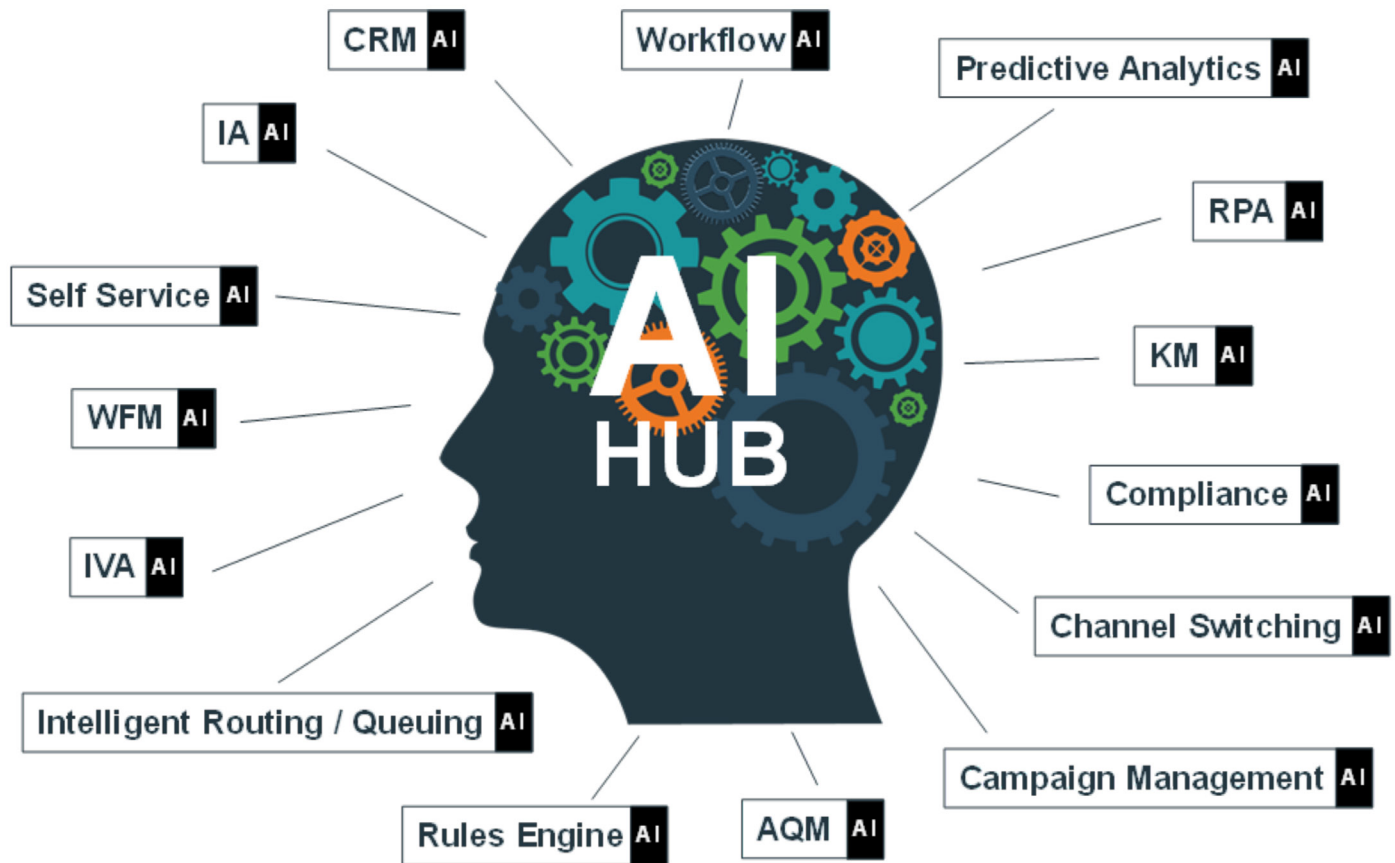 CRM AI
Workflow AI
Predictive Analytics AI
IA AI
RPA AI
Self Service AI
AI
HUB
KM AI
WFM AI
Compliance AI
IVA AI
Channel Switching AI
Intelligent Routing / Queuing AI
Campaign Management AI
Rules Engine AI
AQM AI